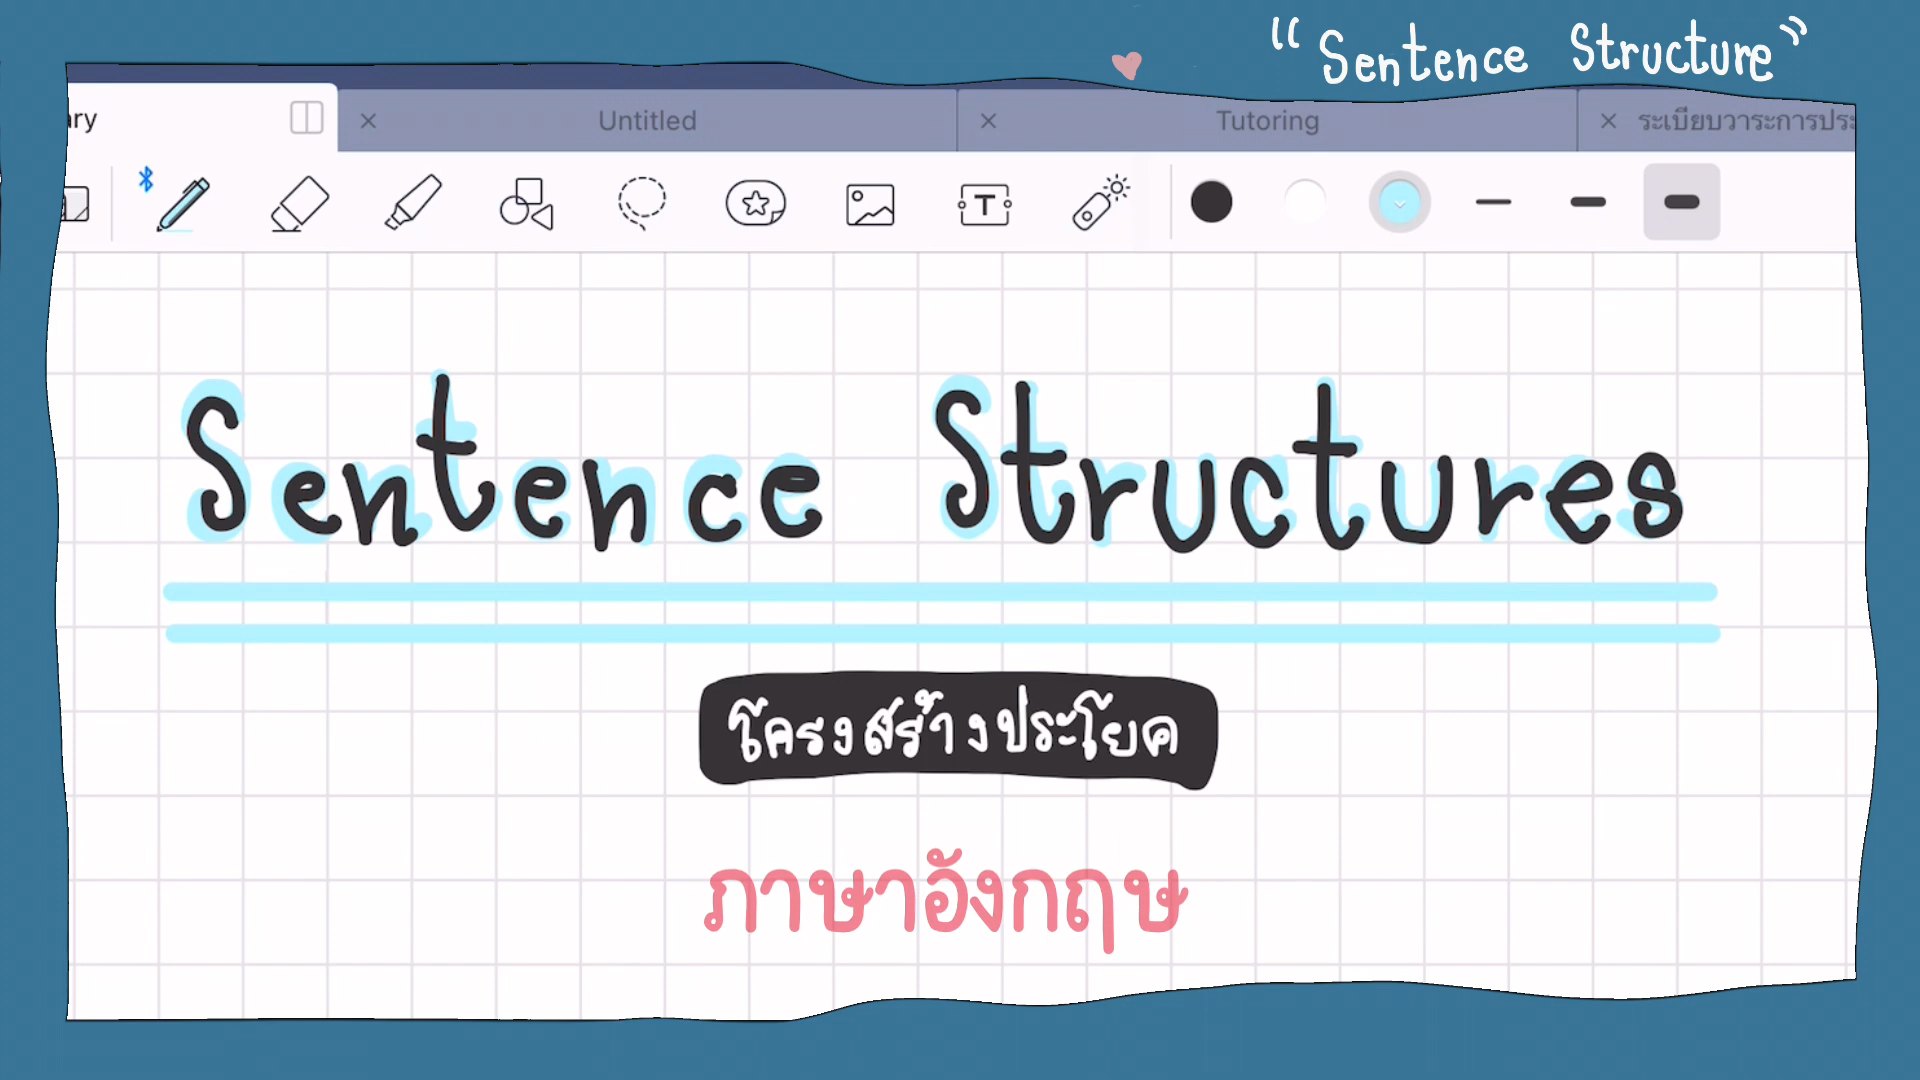 “Sentence Structure”
ary
Untitled
Tutoring
ระเบียบวาระการประ
T
Sentence Structures
โครงสร้างประโยค
ภาษาอังกฤษ